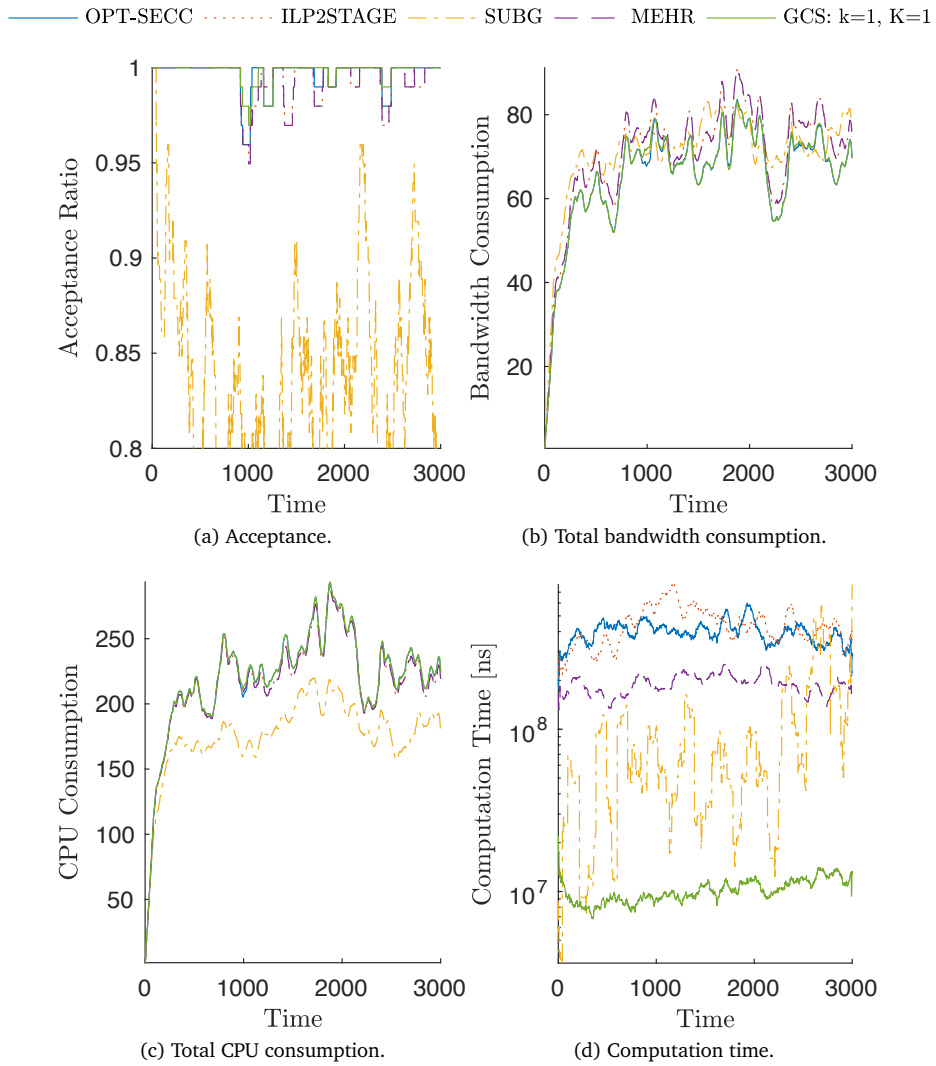 OPT-SECC ILP2STAGE SUBG MEHR GCS: k=1, K=1
1
0.95
0.9
0.85
0.8
Acceptance Ratio
0 1000 2000 3000
Time
(a) Acceptance.
80
60
40
20
Bandwidth Consumption
0 1000 2000 3000
Time
(b) Total bandwidth consumption.
250
200
150
100
50
CPU Consumption
0 1000 2000 3000
Time
(c) Total CPU consumption.
10^8
10^7
Computation Time [ns]
0 1000 2000 3000
Time
(d) Computation time.